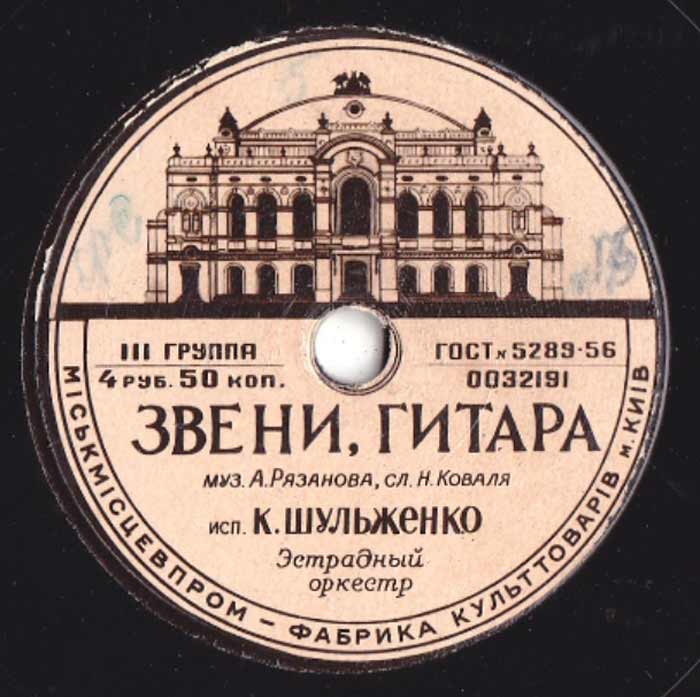 III ГРУППА
ГОСТ № 5289-56
4 РУБ. 50 КОП.
0032191
ЗВЕНИ, ГИТАРА
МУЗ. А. РЯЗАНОВА, СЛ. Н. КОВАЛЯ
ИСП. К. ШУЛЬЖЕНКО
Эстрадный
оркестр
МІСЬКМІСЦЕВПРОМ – ФАБРИКА КУЛЬТТОВАРІВ М. КИЇВ